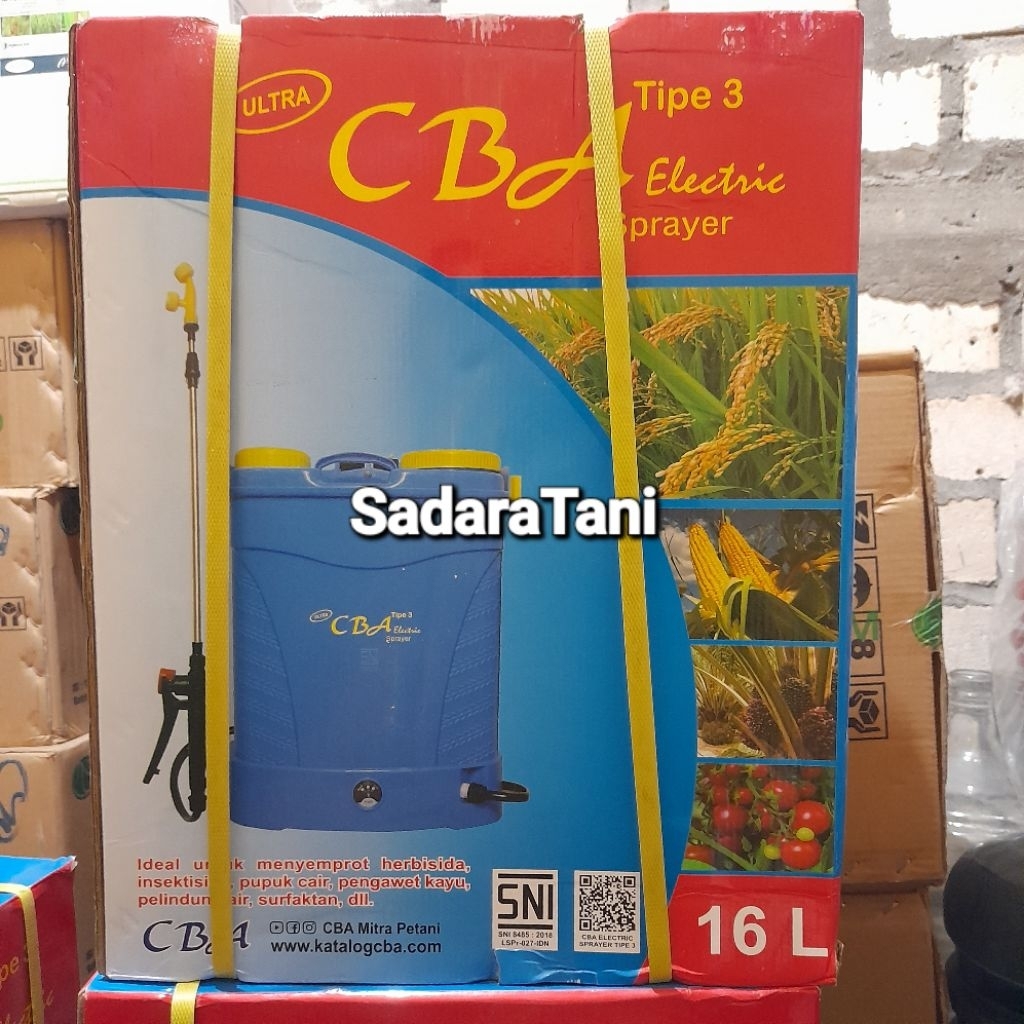 ULTRA
CBA
Tipe 3
Electric
Sprayer
SadaraTani
ULTRA
CBA
Tipe 3
Electric
Sprayer
Ideal untuk menyemprot herbisida,
insektisida, pupuk cair, pengawet kayu,
pelindung air, surfaktan, dll.
CBA
CBA Mitra Petani
www.katalogcba.com
SNI
SNI 8485 : 2018
LSPr-027-IDN
CBA ELECTRIC
SPRAYER TIPE 3
16 L